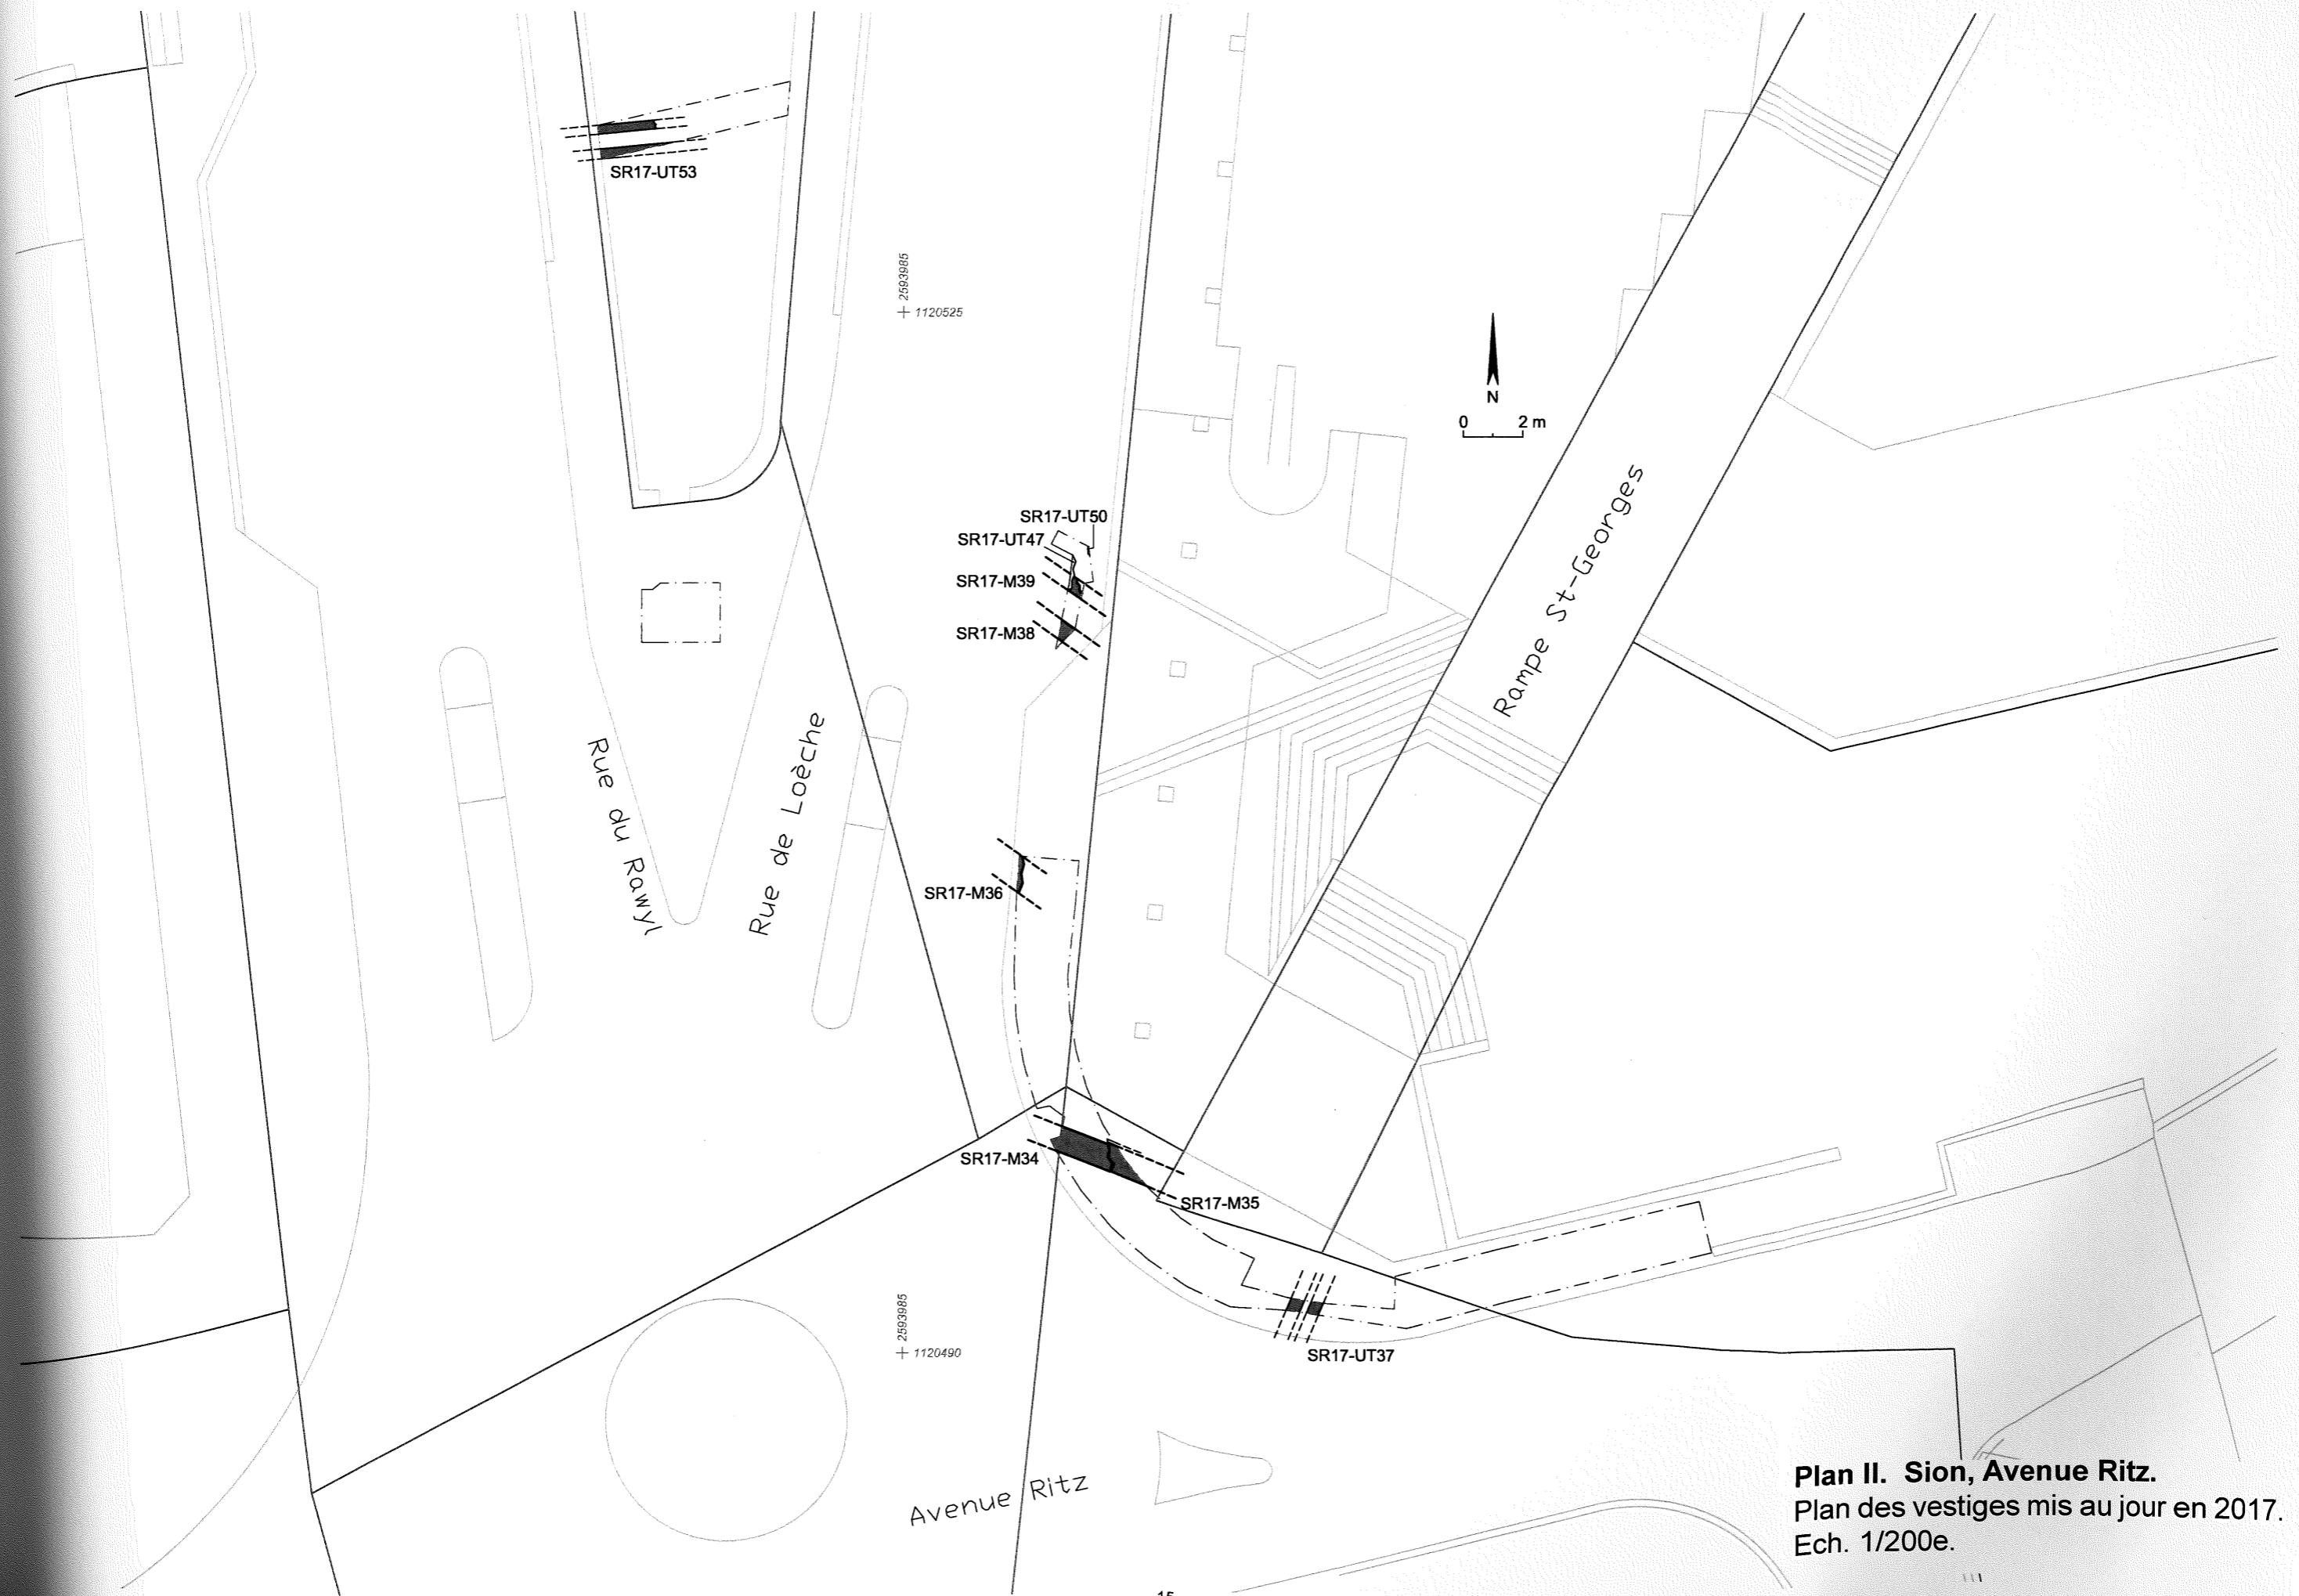 SR17-UT53
2593985
1120525
N
0 2 m
SR17-UT50
SR17-UT47
SR17-M39
SR17-M38
Rampe St-Georges
Rue du Rawyl
Rue de Loèche
SR17-M36
SR17-M34
SR17-M35
2593985
1120490
SR17-UT37
Avenue Ritz
Plan II. Sion, Avenue Ritz.
Plan des vestiges mis au jour en 2017.
Ech. 1/200e.